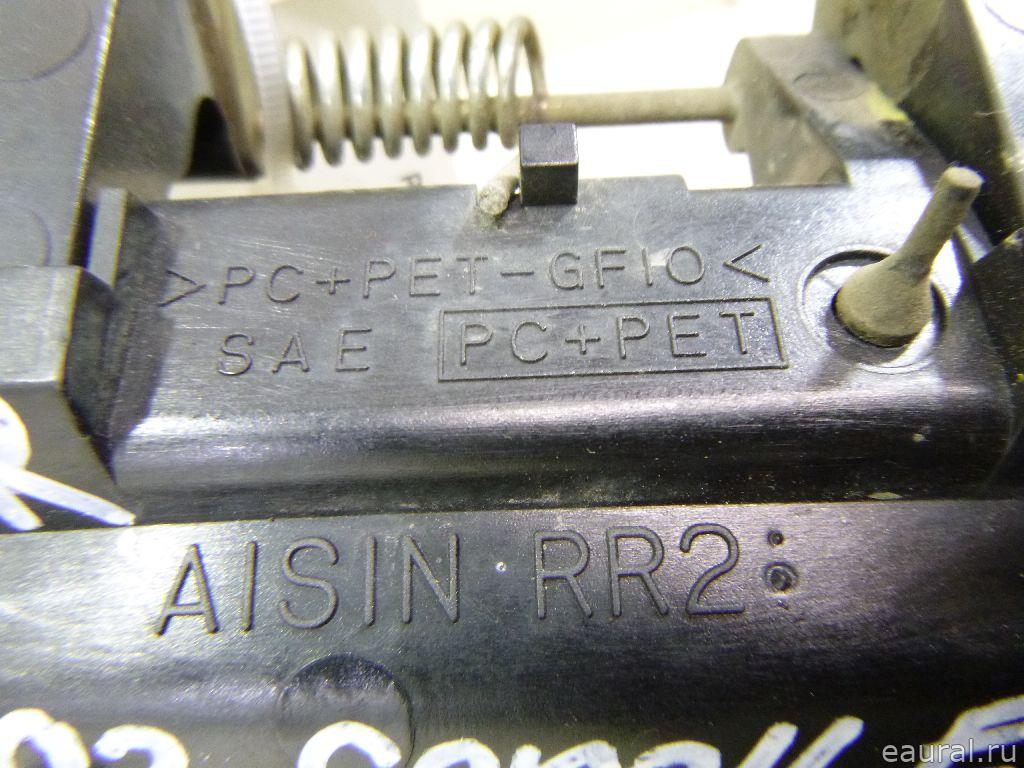 >PC+PET-GF10<
SAE PC+PET
AISIN RR2
eaural.ru